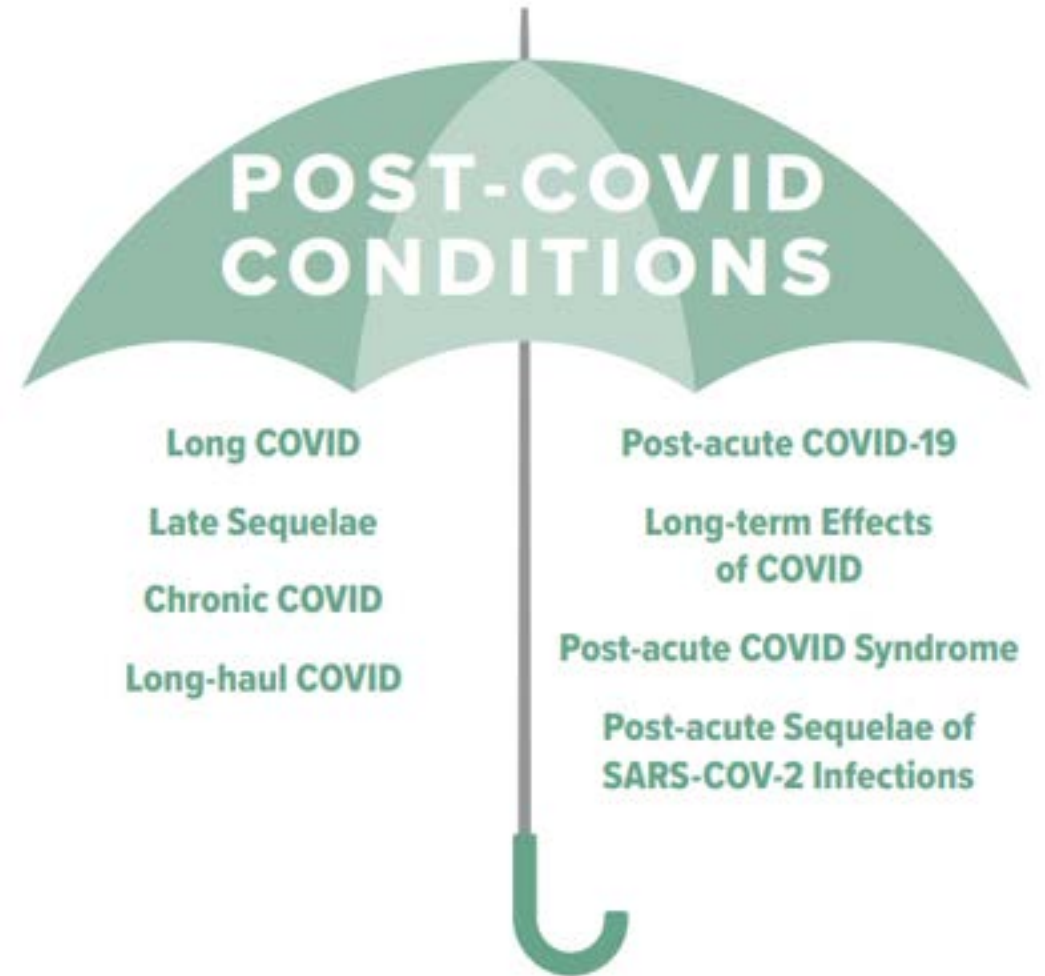 POST-COVID
CONDITIONS
Long COVID
Late Sequelae
Chronic COVID
Long-haul COVID
Post-acute COVID-19
Long-term Effects
of COVID
Post-acute COVID Syndrome
Post-acute Sequelae of
SARS-COV-2 Infections